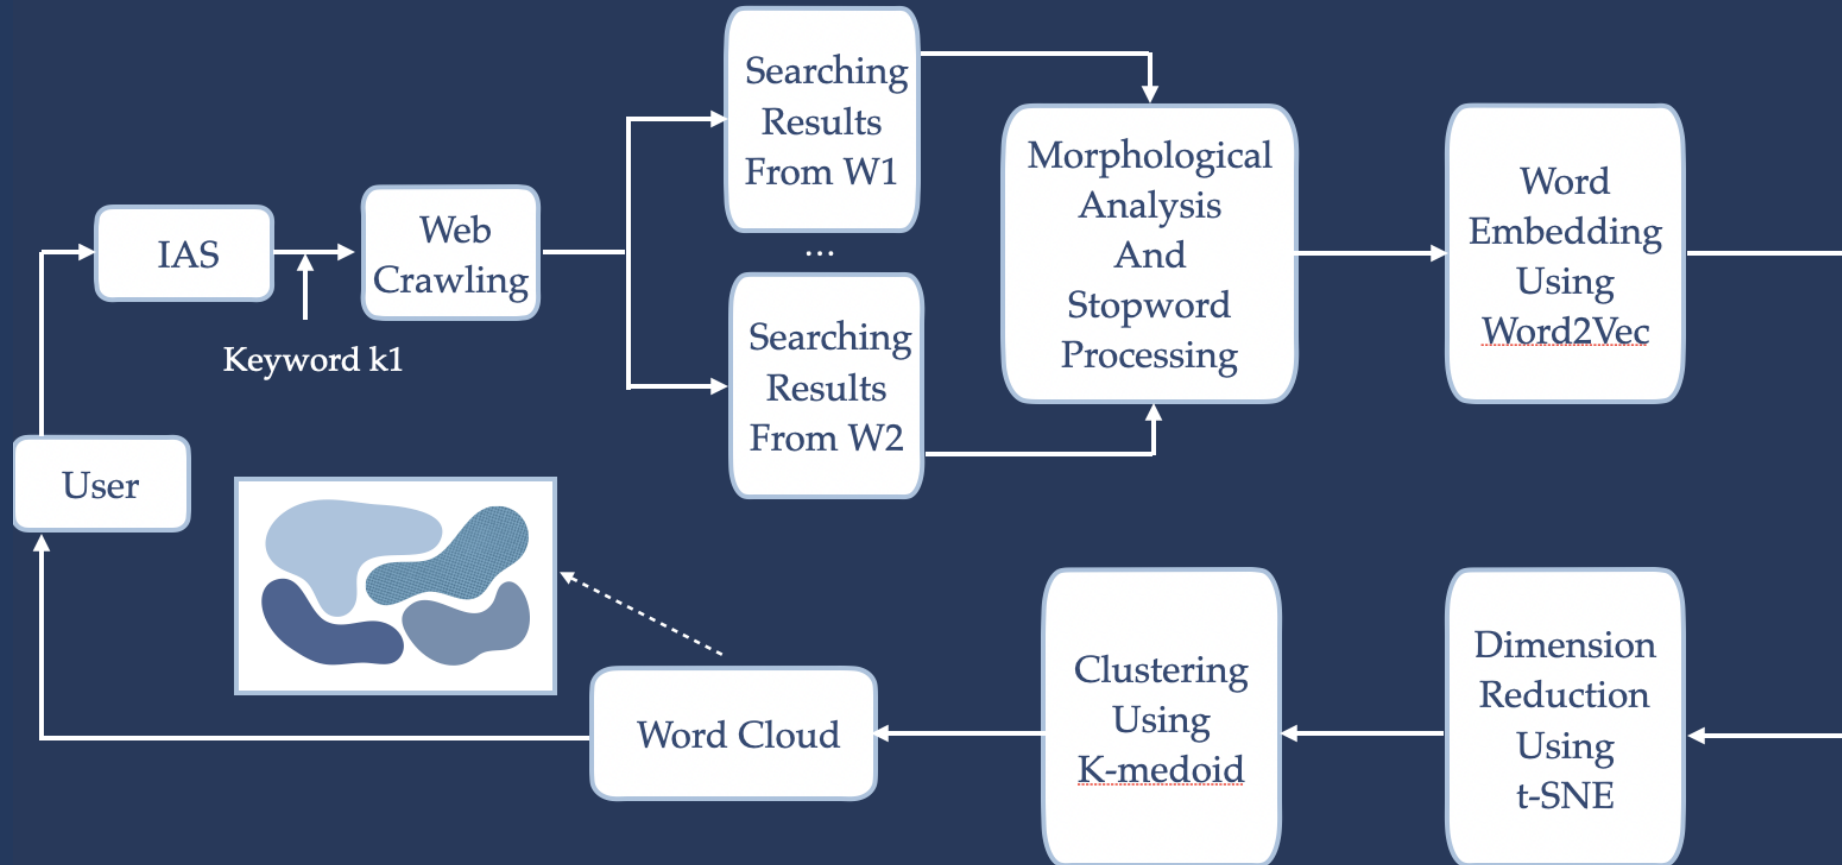 User
IAS
Keyword k1
Web
Crawling
Searching
Results
From W1
...
Searching
Results
From W2
Morphological
Analysis
And
Stopword
Processing
Word
Embedding
Using
Word2Vec
Dimension
Reduction
Using
t-SNE
Clustering
Using
K-medoid
Word Cloud